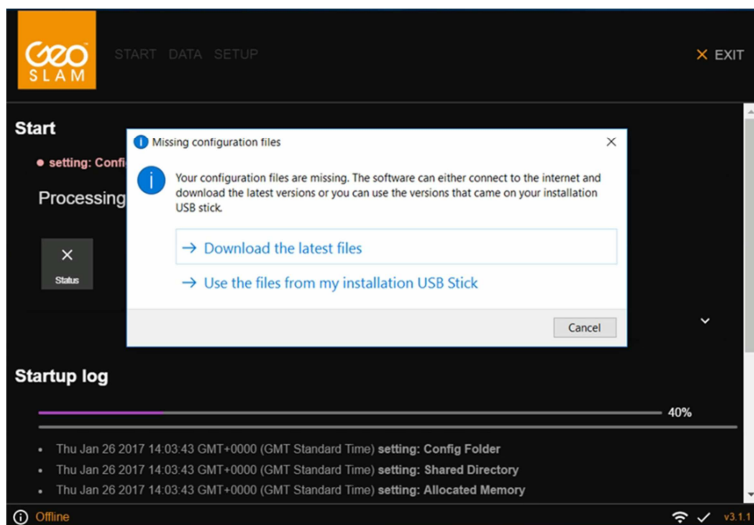 GEO
SLAM
START DATA SETUP
× EXIT
Start
setting: Confi
Processing
Status
Missing configuration files
Your configuration files are missing. The software can either connect to the internet and
download the latest versions or you can use the versions that came on your installation
USB stick.
→ Download the latest files
→ Use the files from my installation USB Stick
Cancel
Startup log
40%
• Thu Jan 26 2017 14:03:43 GMT+0000 (GMT Standard Time) setting: Config Folder
• Thu Jan 26 2017 14:03:43 GMT+0000 (GMT Standard Time) setting: Shared Directory
• Thu Jan 26 2017 14:03:43 GMT+0000 (GMT Standard Time) setting: Allocated Memory
Offline
v3.1.1